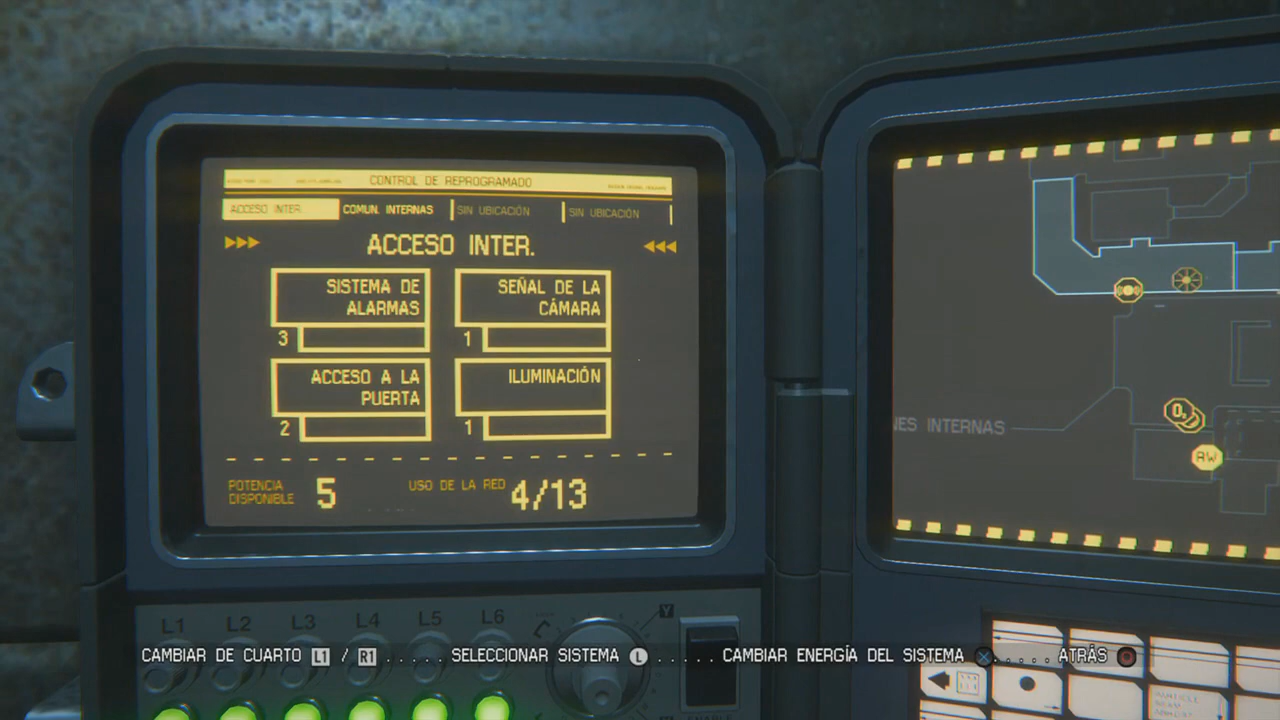 CONTROL DE REPROGRAMADO
ACCESO INTER. COMUN. INTERNAS SIN UBICACIÓN SIN UBICACIÓN
ACCESO INTER.
SISTEMA DE
ALARMAS
3
SEÑAL DE LA
CÁMARA
1
ACCESO A LA
PUERTA
2
ILUMINACIÓN
1
POTENCIA
DISPONIBLE
5
USO DE LA RED 4/13
NES INTERNAS
O₂
RW
L1 L2 L3 L4 L5 L6
Y
CAMBIAR DE CUARTO L1 / R1 ..... SELECCIONAR SISTEMA L ..... CAMBIAR ENERGÍA DEL SISTEMA ..... ATRÁS